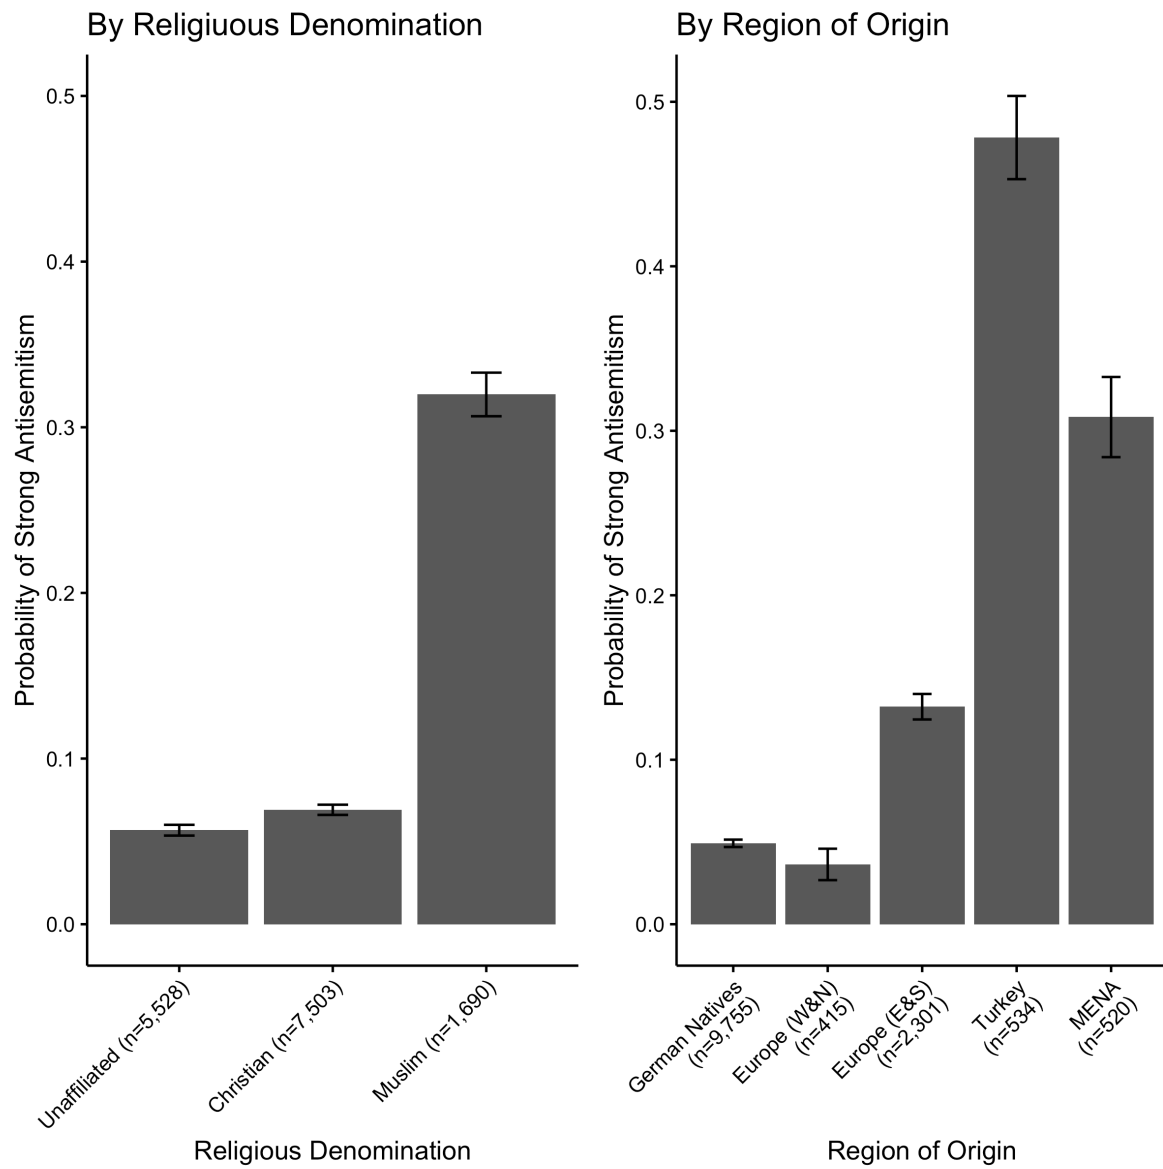 By Religiuous Denomination
Probability of Strong Antisemitism
0.5
0.4
0.3
0.2
0.1
0.0
Unaffiliated (n=5,528)
Christian (n=7,503)
Muslim (n=1,690)
Religious Denomination
By Region of Origin
Probability of Strong Antisemitism
0.5
0.4
0.3
0.2
0.1
0.0
German Natives
(n=9,755)
Europe (W&N)
(n=415)
Europe (E&S)
(n=2,301)
Turkey
(n=534)
MENA
(n=520)
Region of Origin